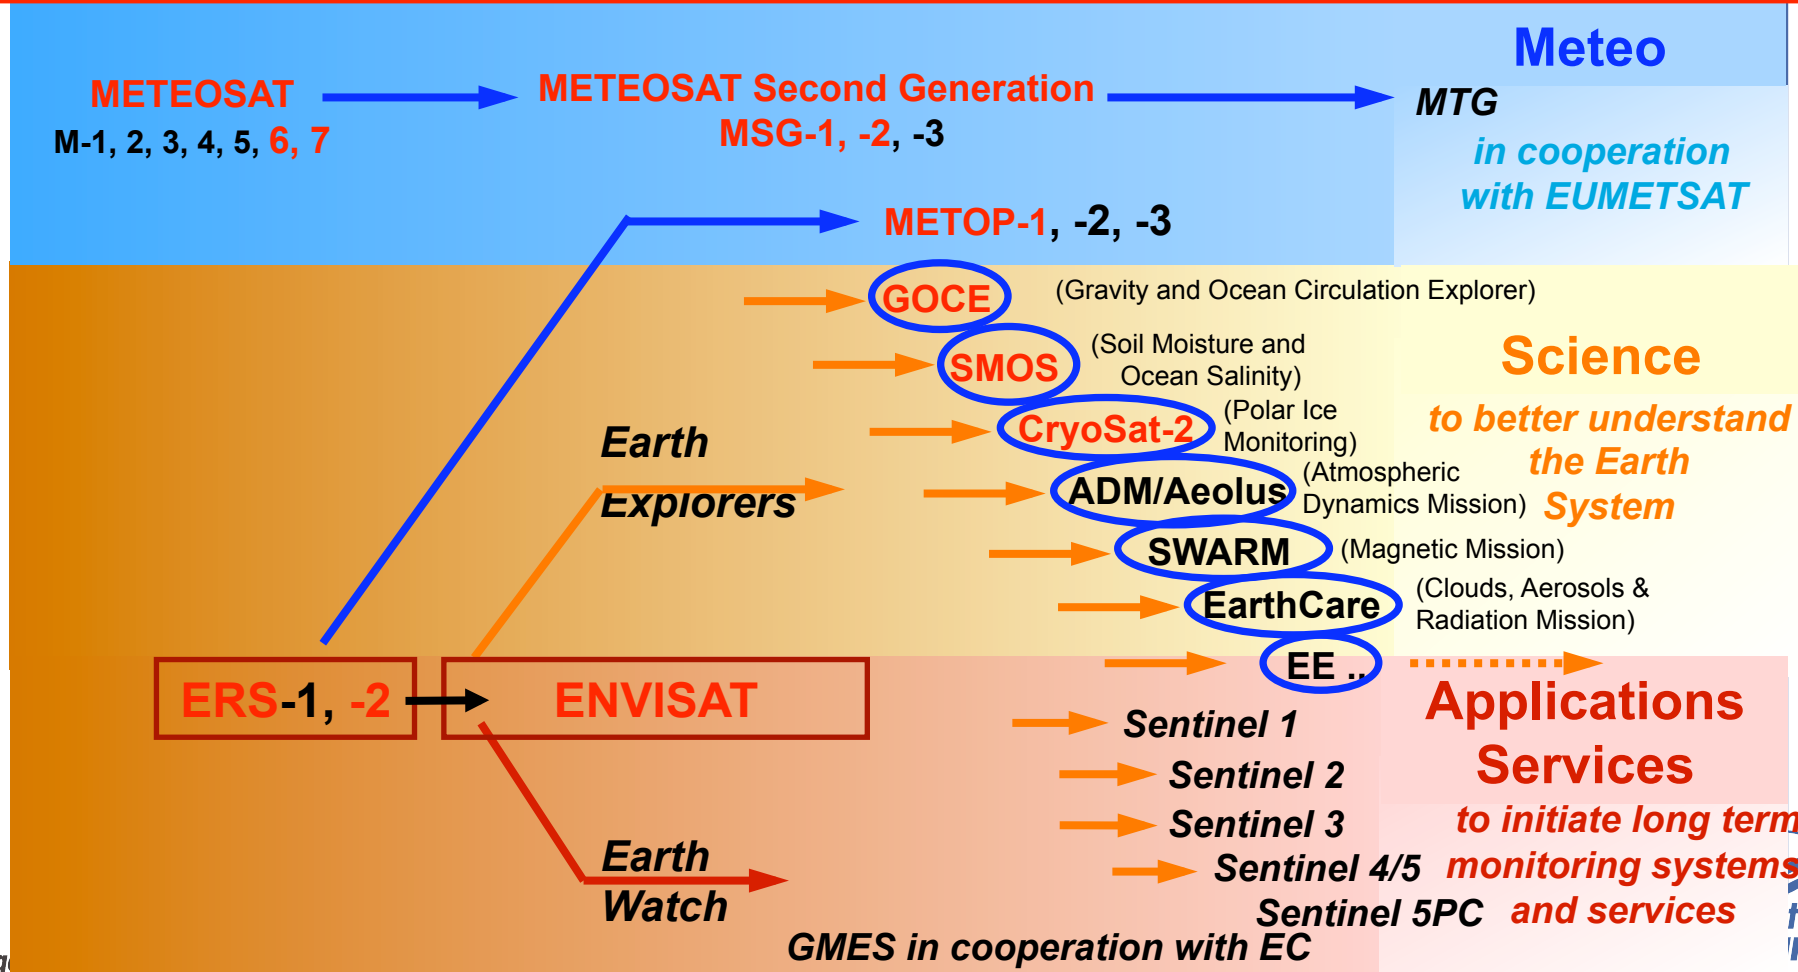 Meteo
METEOSAT
METEOSAT Second Generation
MTG
M-1, 2, 3, 4, 5, 6, 7
MSG-1, -2, -3
in cooperation
with EUMETSAT
METOP-1, -2, -3
GOCE
(Gravity and Ocean Circulation Explorer)
Science
SMOS
(Soil Moisture and
Ocean Salinity)
to better understand
the Earth
System
CryoSat-2
(Polar Ice
Monitoring)
Earth
Explorers
ADM/Aeolus
(Atmospheric
Dynamics Mission)
SWARM
(Magnetic Mission)
EarthCare
(Clouds, Aerosols &
Radiation Mission)
EE ..
ERS-1, -2
ENVISAT
Applications
Services
Sentinel 1
Sentinel 2
Sentinel 3
to initiate long term
monitoring systems
and services
Earth
Watch
Sentinel 4/5
Sentinel 5PC
GMES in cooperation with EC